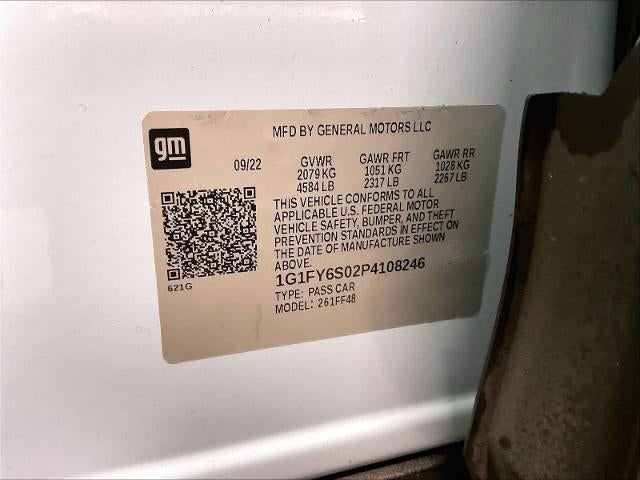 gm
MFD BY GENERAL MOTORS LLC
09/22 GVWR GAWR FRT GAWR RR
2079 KG 1051 KG 1028 KG
4584 LB 2317 LB 2267 LB
THIS VEHICLE CONFORMS TO ALL
APPLICABLE U.S. FEDERAL MOTOR
VEHICLE SAFETY, BUMPER, AND THEFT
PREVENTION STANDARDS IN EFFECT ON
THE DATE OF MANUFACTURE SHOWN
ABOVE.
621G
1G1FY6S02P4108246
TYPE: PASS CAR
MODEL: 261FF48